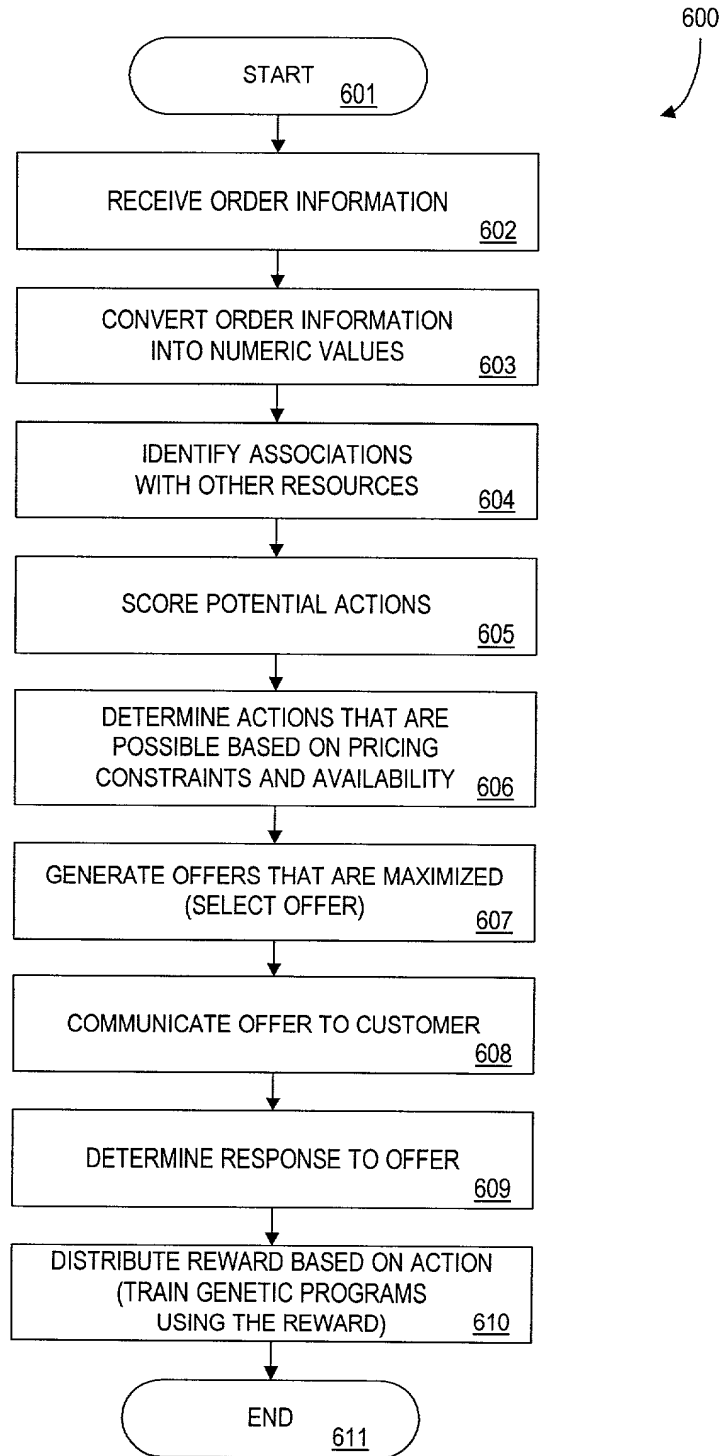 600
START
601
RECEIVE ORDER INFORMATION
602
CONVERT ORDER INFORMATION
INTO NUMERIC VALUES
603
IDENTIFY ASSOCIATIONS
WITH OTHER RESOURCES
604
SCORE POTENTIAL ACTIONS
605
DETERMINE ACTIONS THAT ARE
POSSIBLE BASED ON PRICING
CONSTRAINTS AND AVAILABILITY
606
GENERATE OFFERS THAT ARE MAXIMIZED
(SELECT OFFER)
607
COMMUNICATE OFFER TO CUSTOMER
608
DETERMINE RESPONSE TO OFFER
609
DISTRIBUTE REWARD BASED ON ACTION
(TRAIN GENETIC PROGRAMS
USING THE REWARD)
610
END
611